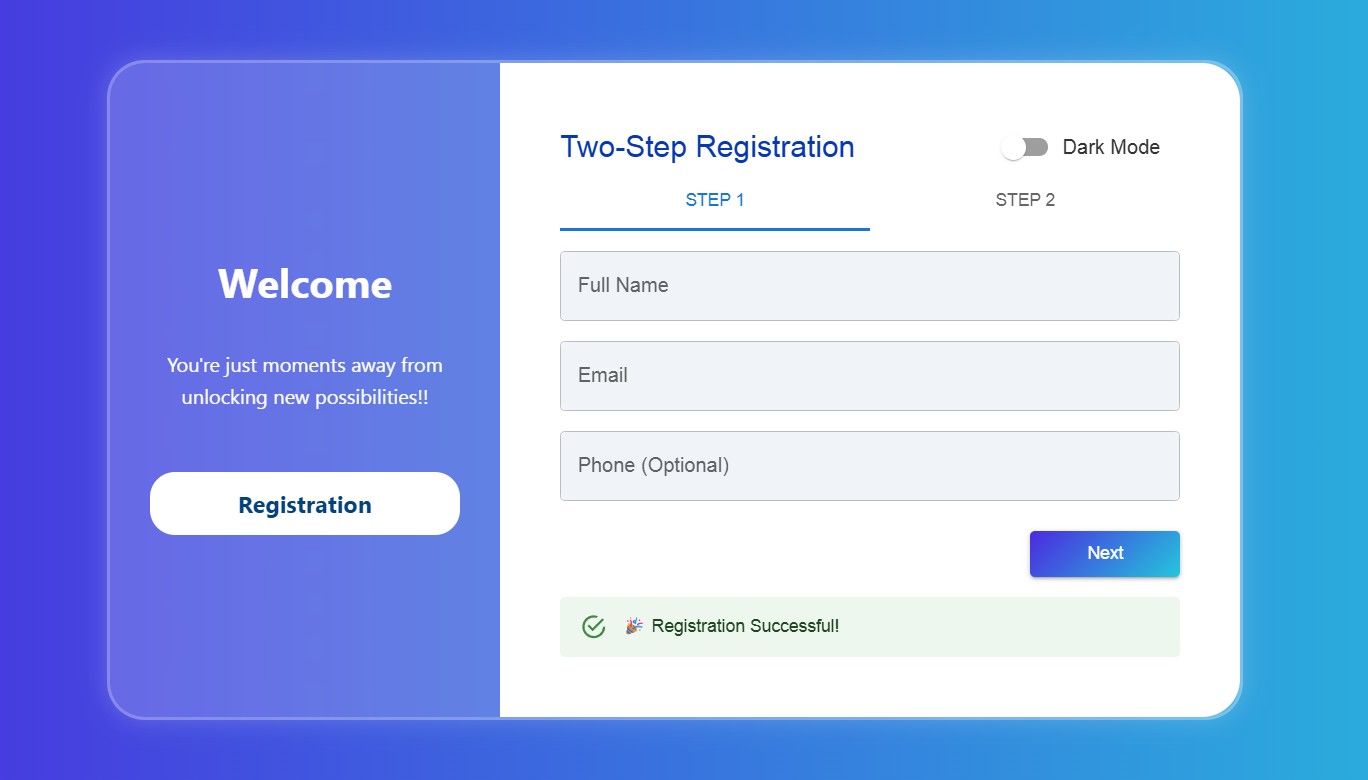 Welcome
You're just moments away from
unlocking new possibilities!!
Registration
Two-Step Registration
Dark Mode
STEP 1
STEP 2
Full Name
Email
Phone (Optional)
Next
🎉 Registration Successful!